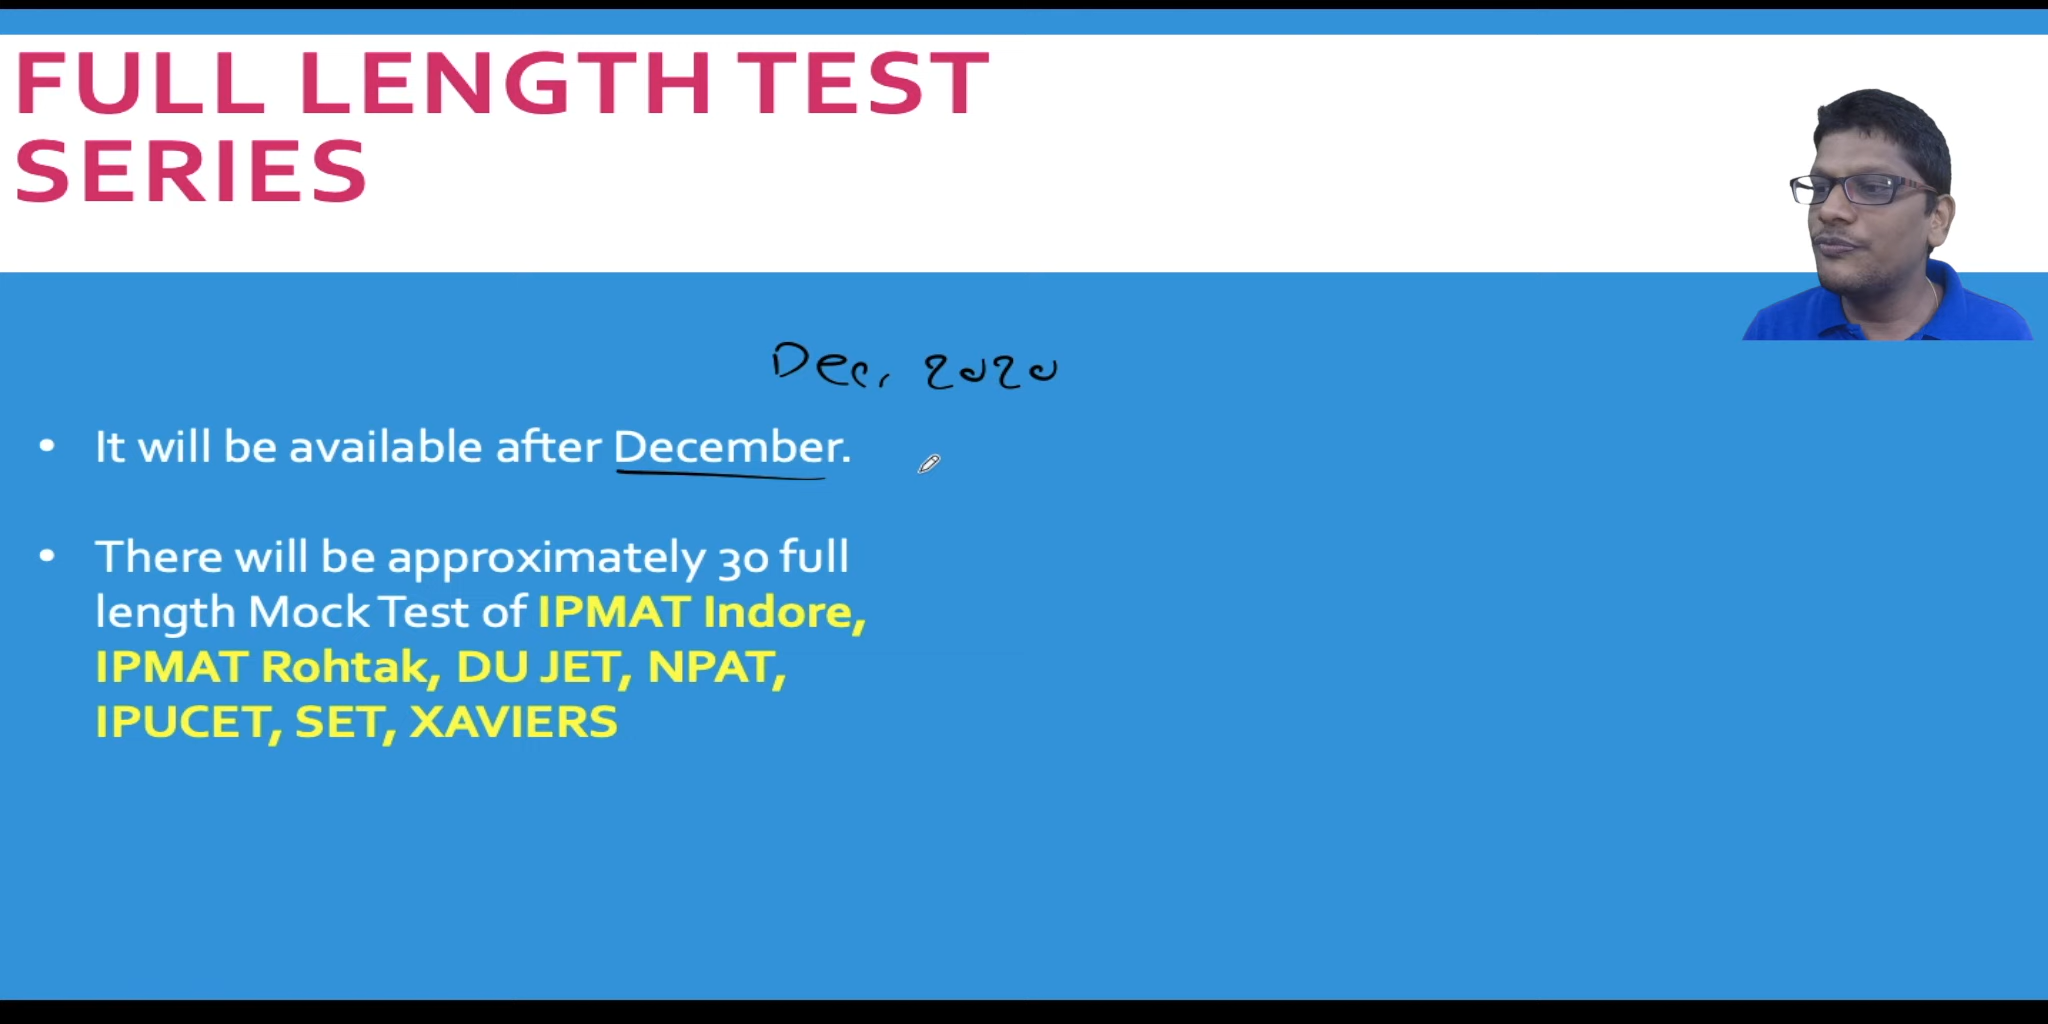 FULL LENGTH TEST
SERIES
Dec, 2020
• It will be available after December.
• There will be approximately 30 full
length Mock Test of IPMAT Indore,
IPMAT Rohtak, DU JET, NPAT,
IPUCET, SET, XAVIERS